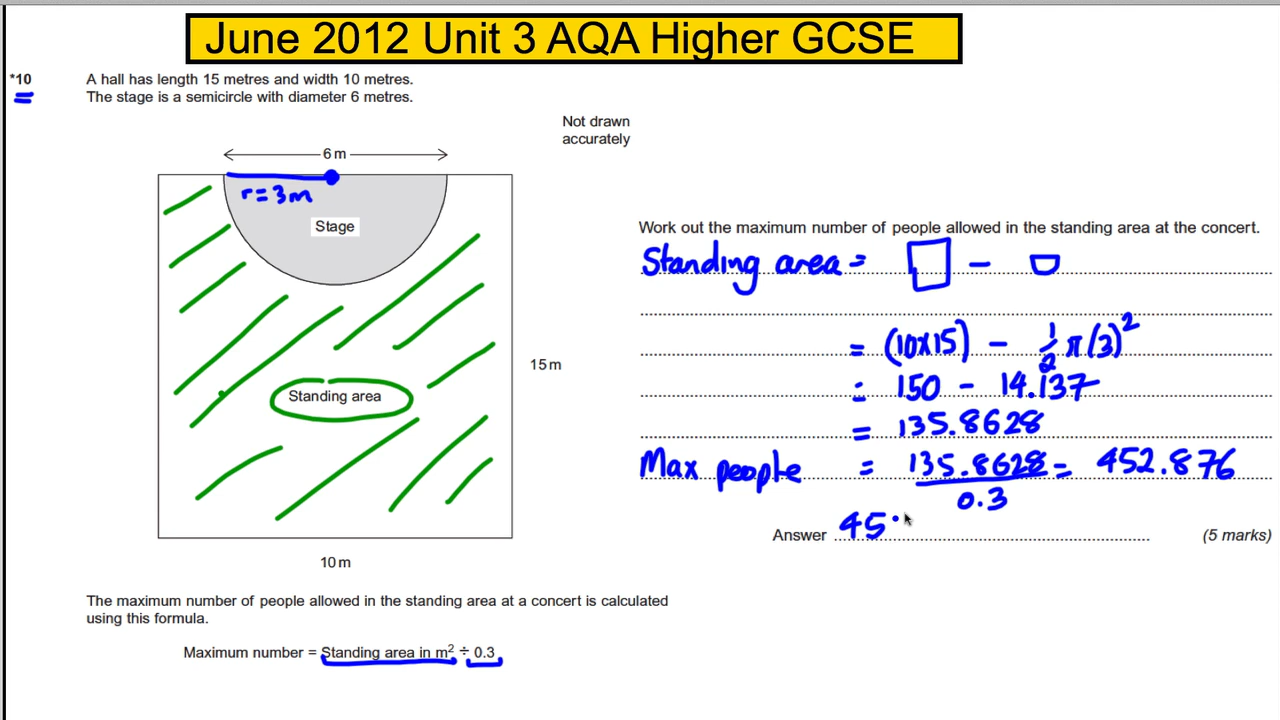 June 2012 Unit 3 AQA Higher GCSE
*10 A hall has length 15 metres and width 10 metres.
The stage is a semicircle with diameter 6 metres.
Not drawn
accurately
6 m
r = 3m
Stage
Standing area
15 m
10 m
The maximum number of people allowed in the standing area at a concert is calculated
using this formula.
Maximum number = Standing area in m² ÷ 0.3
Work out the maximum number of people allowed in the standing area at the concert.
Standing area = □ − ⌓
= (10×15) − ½ π(3)²
= 150 − 14.137
= 135.8628
Max people = 135.8628 / 0.3 = 452.876
Answer 45
(5 marks)